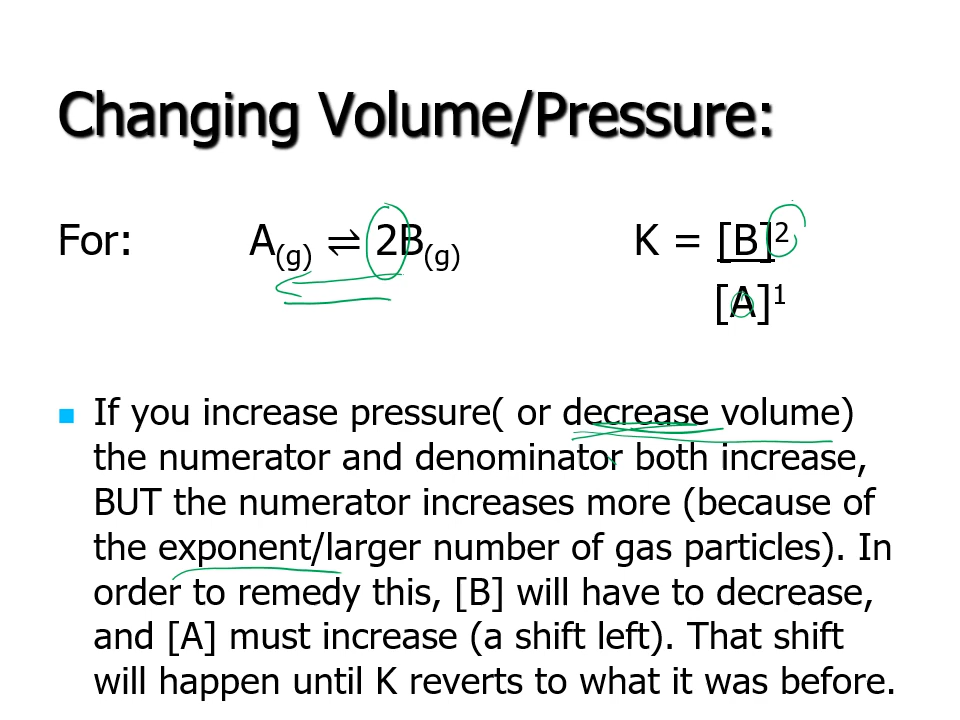 Changing Volume/Pressure:
For: A(g) ⇌ 2B(g) K = [B]²
[A]¹
If you increase pressure( or decrease volume)
the numerator and denominator both increase,
BUT the numerator increases more (because of
the exponent/larger number of gas particles). In
order to remedy this, [B] will have to decrease,
and [A] must increase (a shift left). That shift
will happen until K reverts to what it was before.